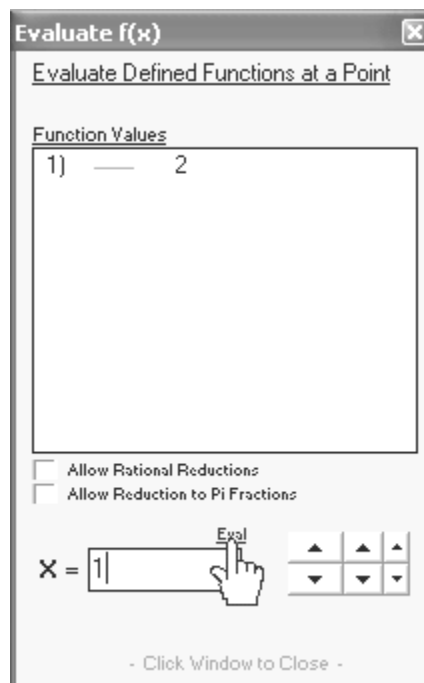 Evaluate f(x)
Evaluate Defined Functions at a Point
Function Values
1) 2
Allow Rational Reductions
Allow Reduction to Pi Fractions
Eval
X = 1
- Click Window to Close -